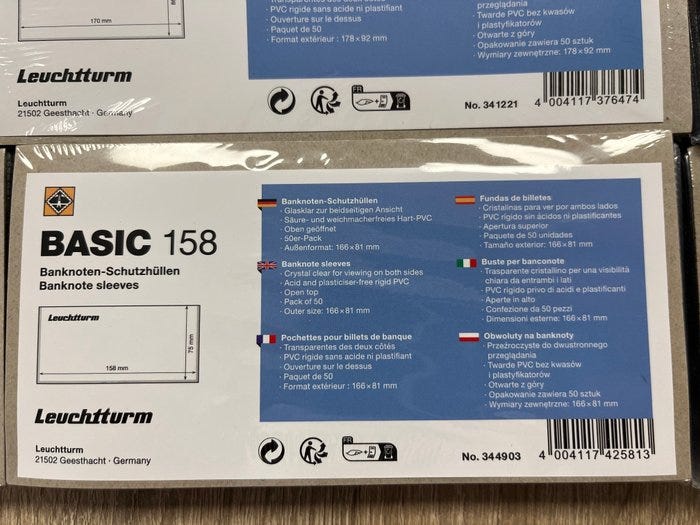 170 mm
PVC rigide sans acide ni plastifiant
· Ouverture sur le dessus
· Paquet de 50
· Format extérieur : 178×92 mm
przeglądania
· Twarde PVC bez kwasów
i plastyfikatorów
· Otwarte z góry
· Opakowanie zawiera 50 sztuk
· Wymiary zewnętrzne: 178×92 mm
Leuchtturm
Leuchtturm
21502 Geesthacht · Germany
FR
No. 341221
4 004117 376474
BASIC 158
Banknoten-Schutzhüllen
Banknote sleeves
Leuchtturm
75 mm
158 mm
Leuchtturm
Leuchtturm
21502 Geesthacht · Germany
Banknoten-Schutzhüllen
· Glasklar zur beidseitigen Ansicht
· Säure- und weichmacherfreies Hart-PVC
· Oben geöffnet
· 50er-Pack
· Außenformat: 166×81 mm
Banknote sleeves
· Crystal clear for viewing on both sides
· Acid and plasticiser-free rigid PVC
· Open top
· Pack of 50
· Outer size: 166×81 mm
Pochettes pour billets de banque
· Transparentes des deux côtés
· PVC rigide sans acide ni plastifiant
· Ouverture sur le dessus
· Paquet de 50
· Format extérieur : 166×81 mm
Fundas de billetes
· Cristalinas para ver por ambos lados
· PVC rígido sin ácidos ni plastificantes
· Apertura superior
· Paquete de 50 unidades
· Tamaño exterior: 166×81 mm
Buste per banconote
· Trasparente cristallino per una visibilità
chiara da entrambi i lati
· PVC rigido privo di acidi e plastificanti
· Aperte in alto
· Confezione da 50 pezzi
· Dimensioni esterne: 166×81 mm
Obwoluty na banknoty
· Przeźroczyste do dwustronnego
przeglądania
· Twarde PVC bez kwasów
i plastyfikatorów
· Otwarte z góry
· Opakowanie zawiera 50 sztuk
· Wymiary zewnętrzne: 166×81 mm
FR
No. 344903
4 004117 425813